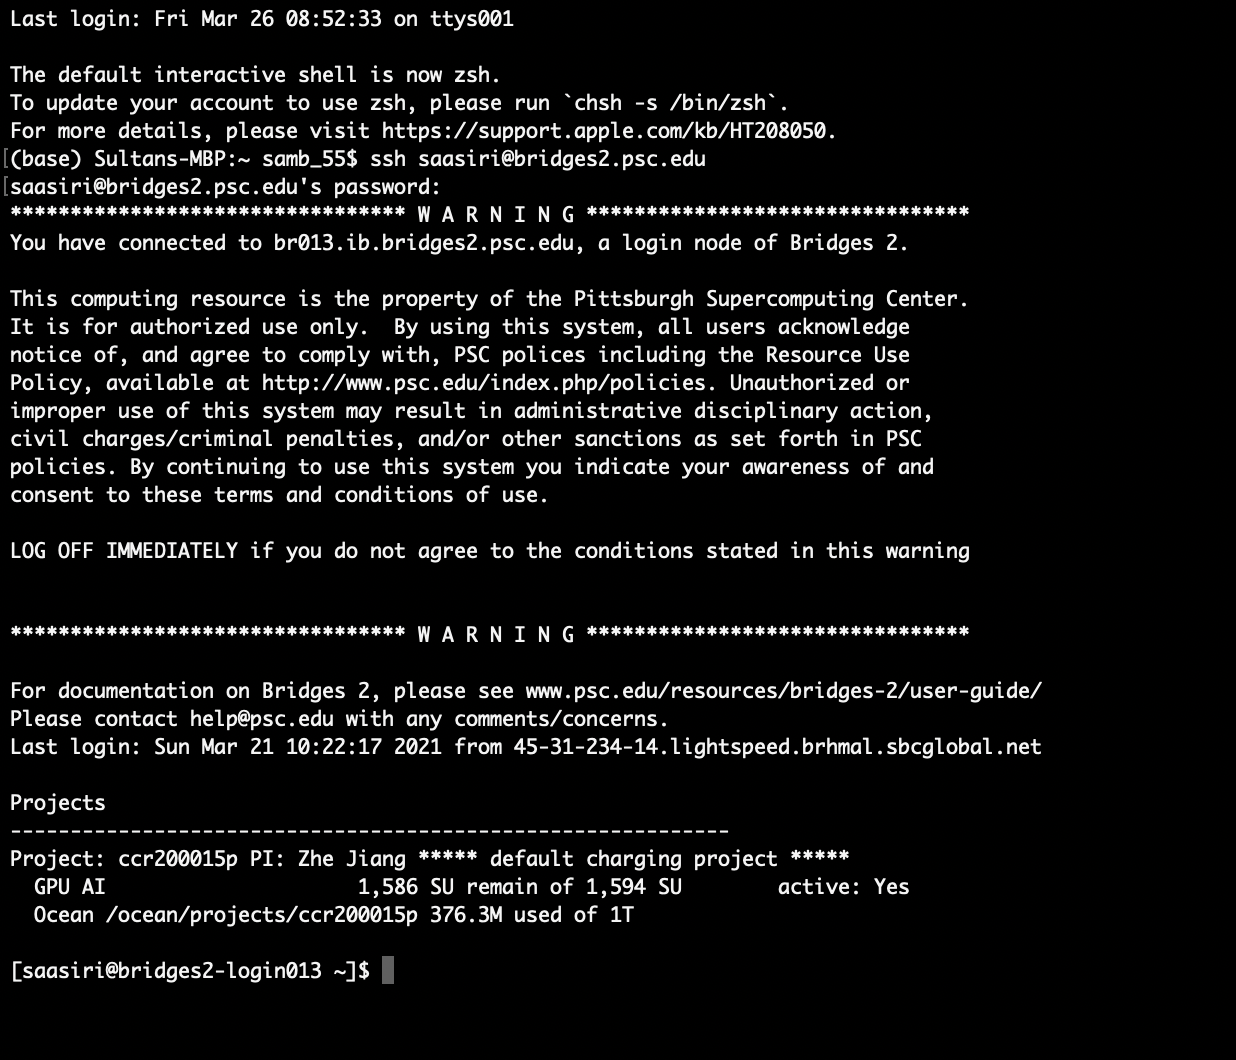 Last login: Fri Mar 26 08:52:33 on ttys001
The default interactive shell is now zsh.
To update your account to use zsh, please run `chsh -s /bin/zsh`.
For more details, please visit https://support.apple.com/kb/HT208050.
[(base) Sultans-MBP:~ samb_55$ ssh saasiri@bridges2.psc.edu
[saasiri@bridges2.psc.edu's password:
********************************* W A R N I N G ********************************
You have connected to br013.ib.bridges2.psc.edu, a login node of Bridges 2.
This computing resource is the property of the Pittsburgh Supercomputing Center.
It is for authorized use only.  By using this system, all users acknowledge
notice of, and agree to comply with, PSC polices including the Resource Use
Policy, available at http://www.psc.edu/index.php/policies. Unauthorized or
improper use of this system may result in administrative disciplinary action,
civil charges/criminal penalties, and/or other sanctions as set forth in PSC
policies. By continuing to use this system you indicate your awareness of and
consent to these terms and conditions of use.
LOG OFF IMMEDIATELY if you do not agree to the conditions stated in this warning
********************************* W A R N I N G ********************************
For documentation on Bridges 2, please see www.psc.edu/resources/bridges-2/user-guide/
Please contact help@psc.edu with any comments/concerns.
Last login: Sun Mar 21 10:22:17 2021 from 45-31-234-14.lightspeed.brhmal.sbcglobal.net
Projects
------------------------------------------------------------
Project: ccr200015p PI: Zhe Jiang ***** default charging project *****
  GPU AI                     1,586 SU remain of 1,594 SU        active: Yes
  Ocean /ocean/projects/ccr200015p 376.3M used of 1T
[saasiri@bridges2-login013 ~]$